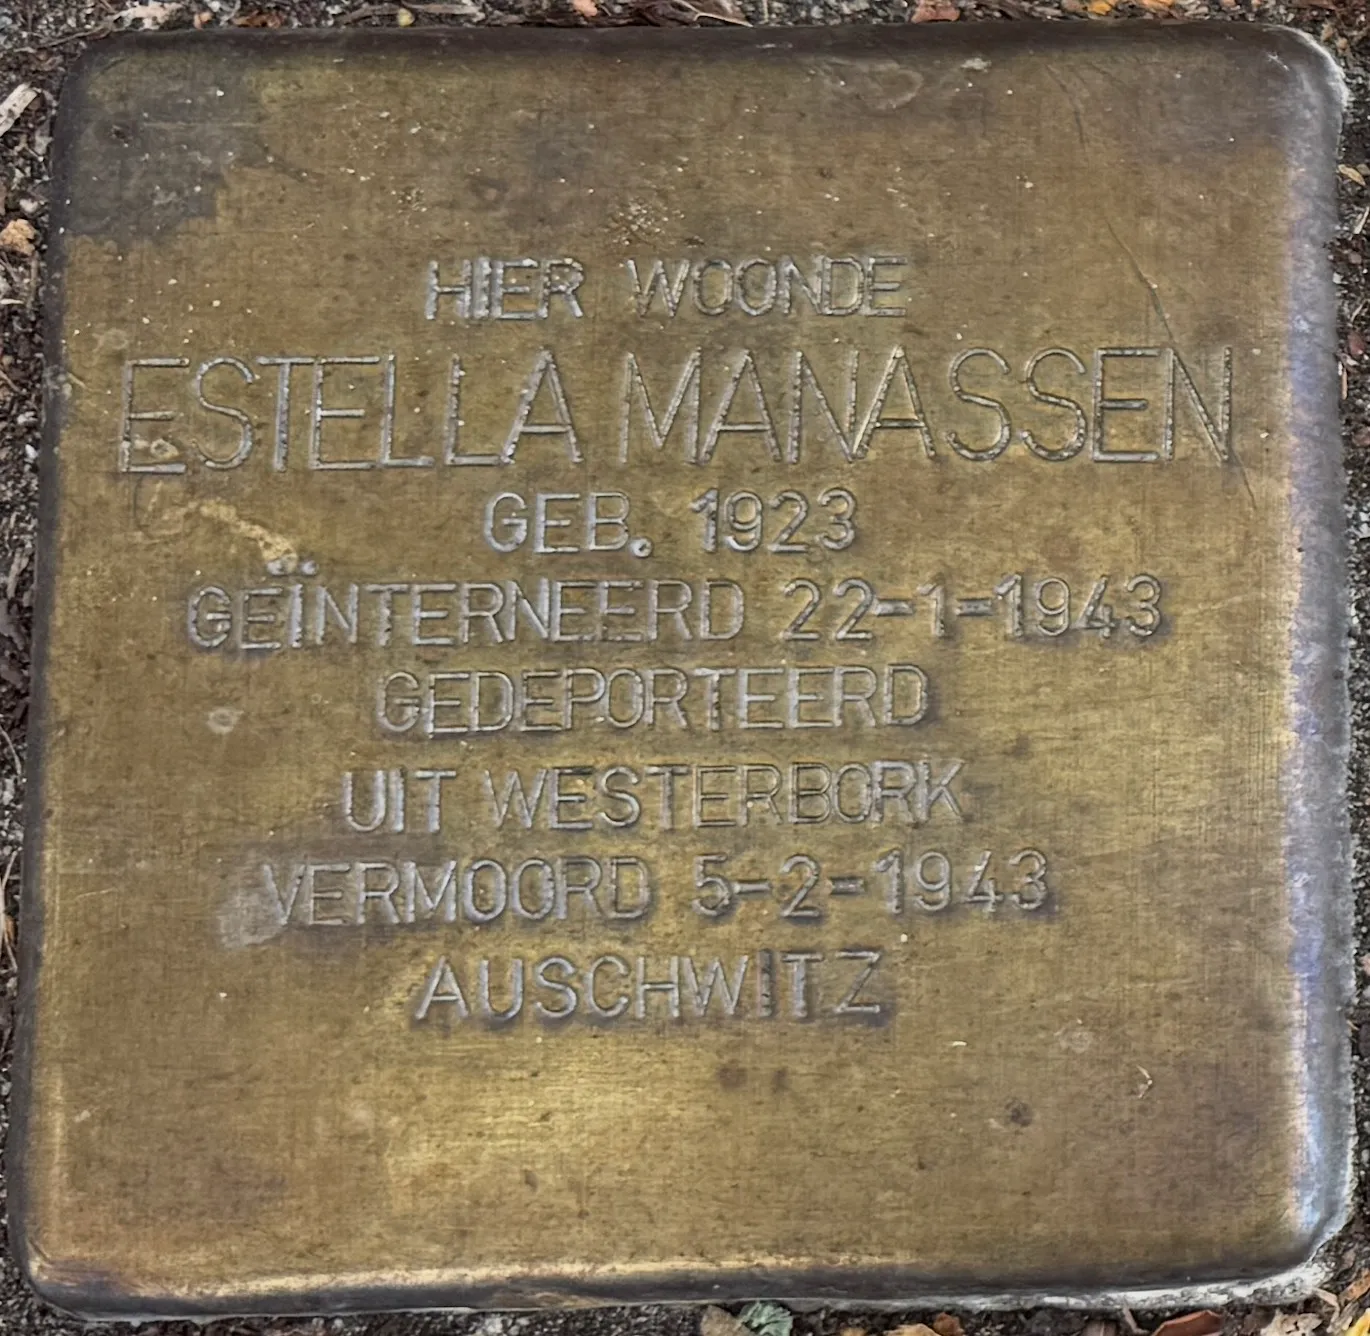 HIER WOONDE
ESTELLA MANASSEN
GEB. 1923
GEÏNTERNEERD 22-1-1943
GEDEPORTEERD
UIT WESTERBORK
VERMOORD 5-2-1943
AUSCHWITZ